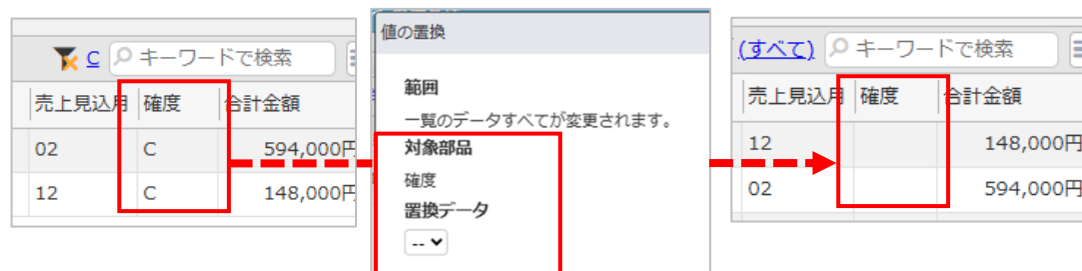 C キーワードで検索
売上見込月 確度 合計金額
02 C 594,000円
12 C 148,000円
値の置換
範囲
一覧のデータすべてが変更されます。
対象部品
確度
置換データ
--
(すべて) キーワードで検索
売上見込月 確度 合計金額
12 148,000円
02 594,000円